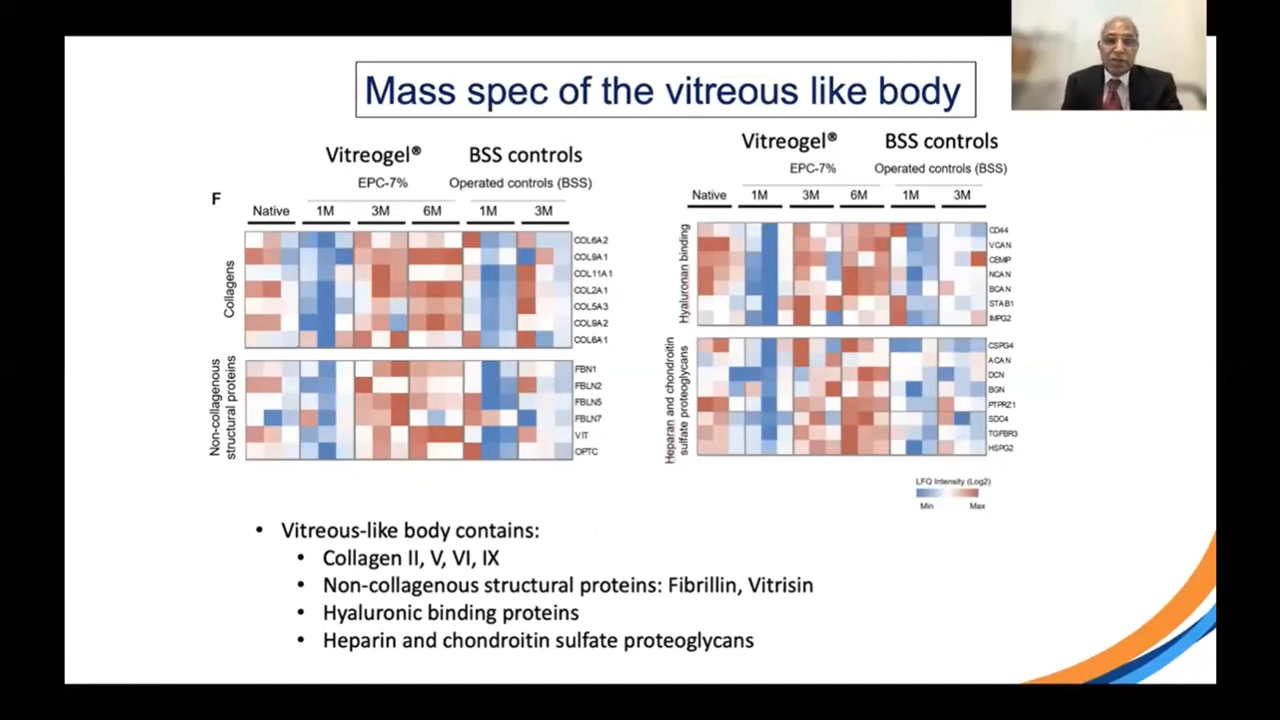 Mass spec of the vitreous like body
Vitreogel® BSS controls
EPC-7% Operated controls (BSS)
F
Native 1M 3M 6M 1M 3M
Collagens
COL6A2
COL9A1
COL11A1
COL2A1
COL5A3
COL9A2
COL6A1
Non-collagenous
structural proteins
FBN1
FBLN2
FBLN5
FBLN7
VIT
OPTC
Vitreogel® BSS controls
EPC-7% Operated controls (BSS)
Native 1M 3M 6M 1M 3M
Hyaluronan binding
CD44
VCAN
CEMIP
NCAN
BCAN
STAB1
IMPG2
Heparan and chondroitin
sulfate proteoglycans
CSPG4
ACAN
DCN
BGN
PTPRZ1
SDC4
TGFBR3
HSPG2
LFQ Intensity (Log2)
Min Max
• Vitreous-like body contains:
• Collagen II, V, VI, IX
• Non-collagenous structural proteins: Fibrillin, Vitrisin
• Hyaluronic binding proteins
• Heparin and chondroitin sulfate proteoglycans